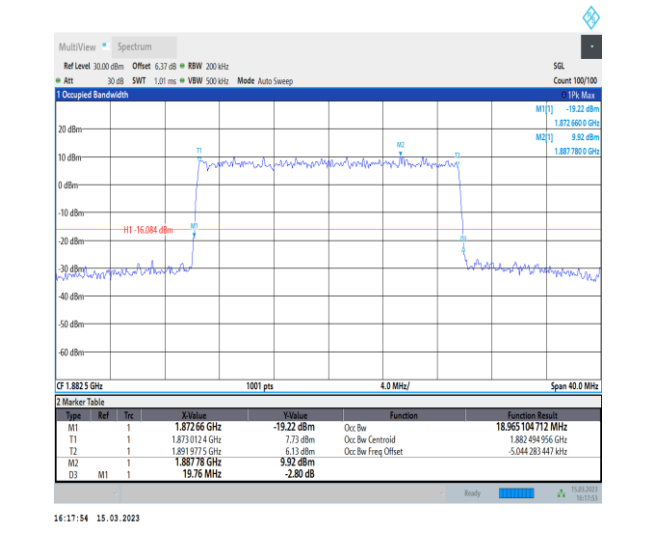 MultiView Spectrum
Ref Level 30.00 dBm Offset 6.37 dB RBW 200 kHz SGL
Att 30 dB SWT 1.01 ms VBW 500 kHz Mode Auto Sweep Count 100/100
1 Occupied Bandwidth 1Pk Max
M1[1] -19.22 dBm
1.872 660 0 GHz
M2[1] 9.92 dBm
1.887 780 0 GHz
20 dBm
M2
T1
T2
10 dBm
0 dBm
-10 dBm
H1 -16.084 dBm
M1
-20 dBm
D3
-30 dBm
-40 dBm
-50 dBm
-60 dBm
CF 1.882 5 GHz 1001 pts 4.0 MHz/ Span 40.0 MHz
2 Marker Table
Type Ref Trc X-Value Y-Value Function Function Result
M1 1 1.872 66 GHz -19.22 dBm Occ Bw 18.965 104 712 MHz
T1 1 1.873 012 4 GHz 7.73 dBm Occ Bw Centroid 1.882 494 956 GHz
T2 1 1.891 977 5 GHz 6.13 dBm Occ Bw Freq Offset -5.044 283 447 kHz
M2 1 1.887 78 GHz 9.92 dBm
D3 M1 1 19.76 MHz -2.80 dB
Ready 15.03.2023
16:17:53
16:17:54 15.03.2023